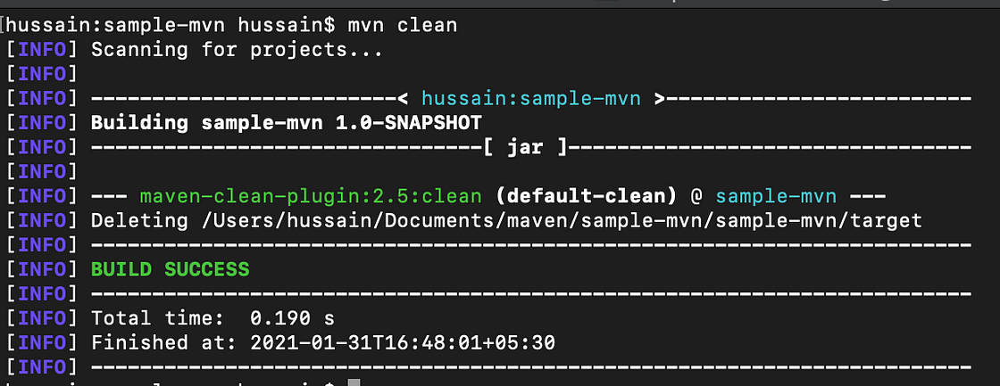 [hussain:sample-mvn hussain$ mvn clean
[INFO] Scanning for projects...
[INFO]
[INFO] -------------------------< hussain:sample-mvn >-------------------------
[INFO] Building sample-mvn 1.0-SNAPSHOT
[INFO] --------------------------------[ jar ]---------------------------------
[INFO]
[INFO] --- maven-clean-plugin:2.5:clean (default-clean) @ sample-mvn ---
[INFO] Deleting /Users/hussain/Documents/maven/sample-mvn/sample-mvn/target
[INFO] ------------------------------------------------------------------------
[INFO] BUILD SUCCESS
[INFO] ------------------------------------------------------------------------
[INFO] Total time:  0.190 s
[INFO] Finished at: 2021-01-31T16:48:01+05:30
[INFO] ------------------------------------------------------------------------